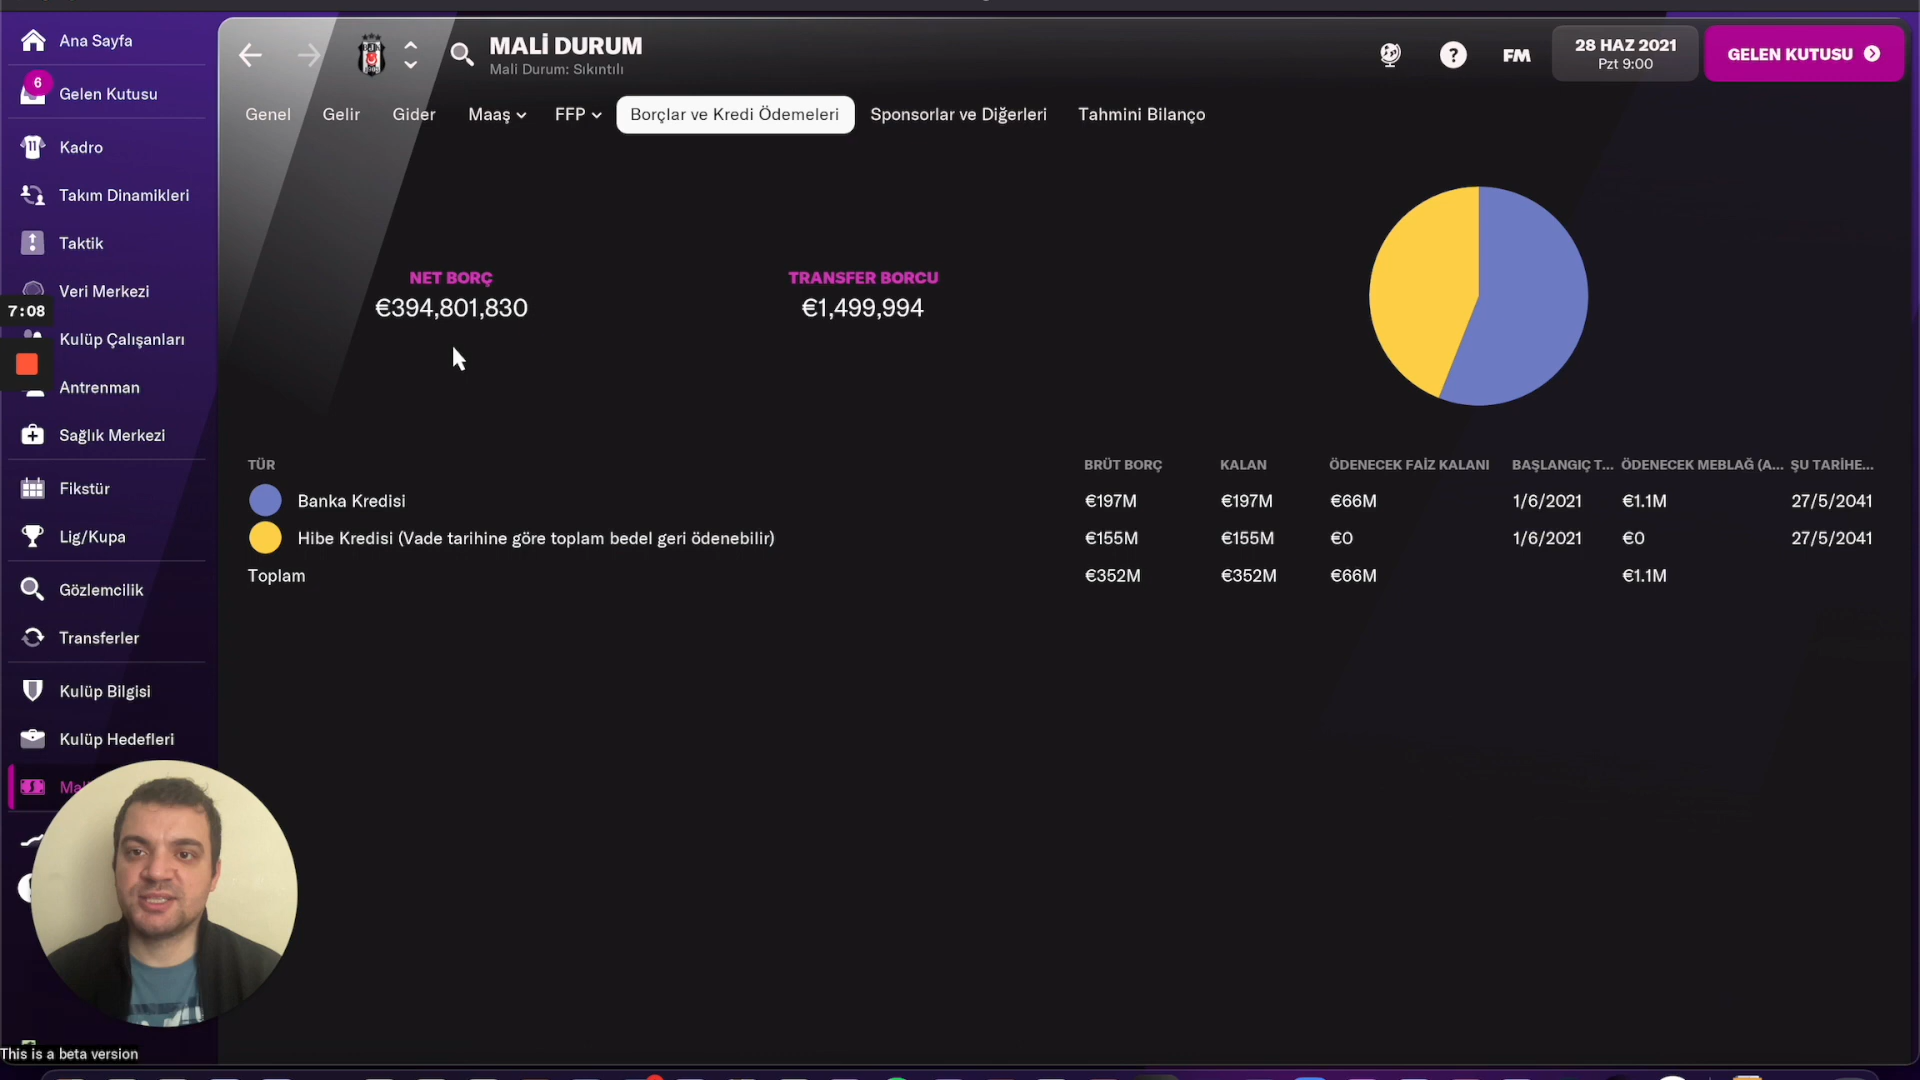 Ana Sayfa
6
Gelen Kutusu
Kadro
Takım Dinamikleri
Taktik
Veri Merkezi
7:08
Kulüp Çalışanları
Antrenman
Sağlık Merkezi
Fikstür
Lig/Kupa
Gözlemcilik
Transferler
Kulüp Bilgisi
Kulüp Hedefleri
This is a beta version
MALİ DURUM
Mali Durum: Sıkıntılı
FM
28 HAZ 2021
Pzt 9:00
GELEN KUTUSU
Genel Gelir Gider Maaş FFP Borçlar ve Kredi Ödemeleri Sponsorlar ve Diğerleri Tahmini Bilanço
NET BORÇ
€394,801,830
TRANSFER BORCU
€1,499,994
TÜR BRÜT BORÇ KALAN ÖDENECEK FAİZ KALANI BAŞLANGIÇ T... ÖDENECEK MEBLAĞ (A... ŞU TARİHE...
Banka Kredisi €197M €197M €66M 1/6/2021 €1.1M 27/5/2041
Hibe Kredisi (Vade tarihine göre toplam bedel geri ödenebilir) €155M €155M €0 1/6/2021 €0 27/5/2041
Toplam €352M €352M €66M €1.1M